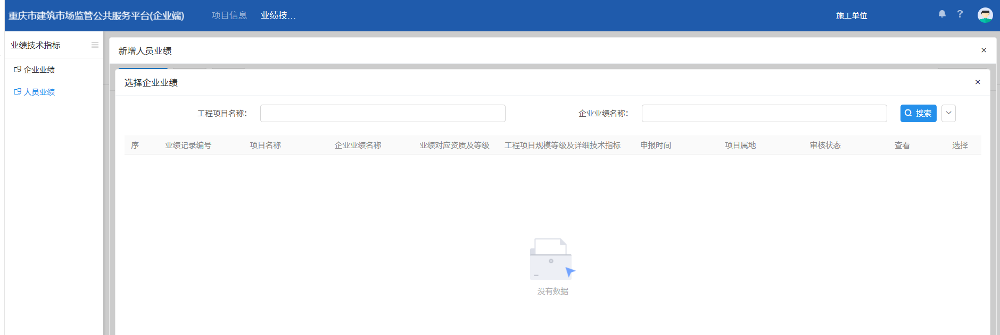 重庆市建筑市场监管公共服务平台(企业端) 项目信息 业绩技... 施工单位 ?
业绩技术指标
企业业绩
人员业绩
新增人员业绩 ×
选择企业业绩 ×
工程项目名称： 企业业绩名称： 搜索
序 业绩记录编号 项目名称 企业业绩名称 业绩对应资质及等级 工程项目规模等级及详细技术指标 申报时间 项目属地 审核状态 查看 选择
没有数据